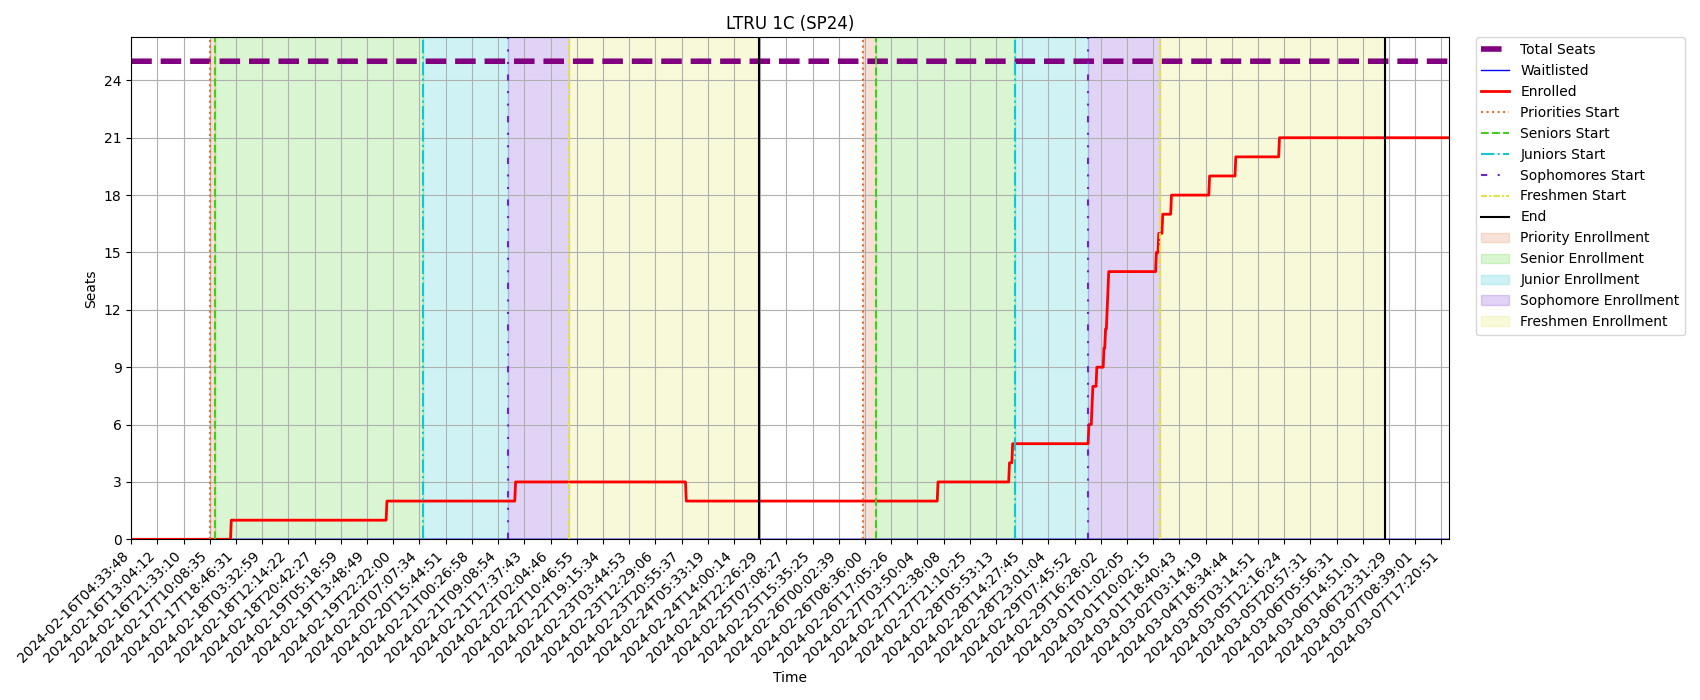 LTRU 1C (SP24)
Total Seats
Waitlisted
Enrolled
Priorities Start
Seniors Start
Juniors Start
Sophomores Start
Freshmen Start
End
Priority Enrollment
Senior Enrollment
Junior Enrollment
Sophomore Enrollment
Freshmen Enrollment
Seats
24
21
18
15
12
9
6
3
0
2024-02-16T04:33:48
2024-02-16T13:04:12
2024-02-16T21:33:10
2024-02-17T10:08:35
2024-02-17T18:46:31
2024-02-18T03:32:59
2024-02-18T12:14:22
2024-02-18T20:42:27
2024-02-19T05:18:59
2024-02-19T13:48:49
2024-02-19T22:22:00
2024-02-20T07:07:34
2024-02-20T15:44:51
2024-02-21T00:26:58
2024-02-21T09:08:54
2024-02-21T17:37:43
2024-02-22T02:04:46
2024-02-22T10:46:55
2024-02-22T19:15:34
2024-02-23T03:44:53
2024-02-23T12:29:06
2024-02-23T20:55:37
2024-02-24T05:33:19
2024-02-24T14:00:14
2024-02-24T22:26:29
2024-02-25T07:08:27
2024-02-25T15:35:25
2024-02-26T00:02:39
2024-02-26T08:36:00
2024-02-26T17:05:26
2024-02-27T03:50:04
2024-02-27T12:38:08
2024-02-27T21:10:25
2024-02-28T05:53:13
2024-02-28T14:27:45
2024-02-28T23:01:04
2024-02-29T07:45:52
2024-02-29T16:28:02
2024-03-01T01:02:05
2024-03-01T10:02:15
2024-03-01T18:40:43
2024-03-02T03:14:19
2024-03-04T18:34:44
2024-03-05T03:14:51
2024-03-05T12:16:24
2024-03-05T20:57:31
2024-03-06T05:56:31
2024-03-06T14:51:01
2024-03-06T23:31:29
2024-03-07T08:39:01
2024-03-07T17:20:51
Time